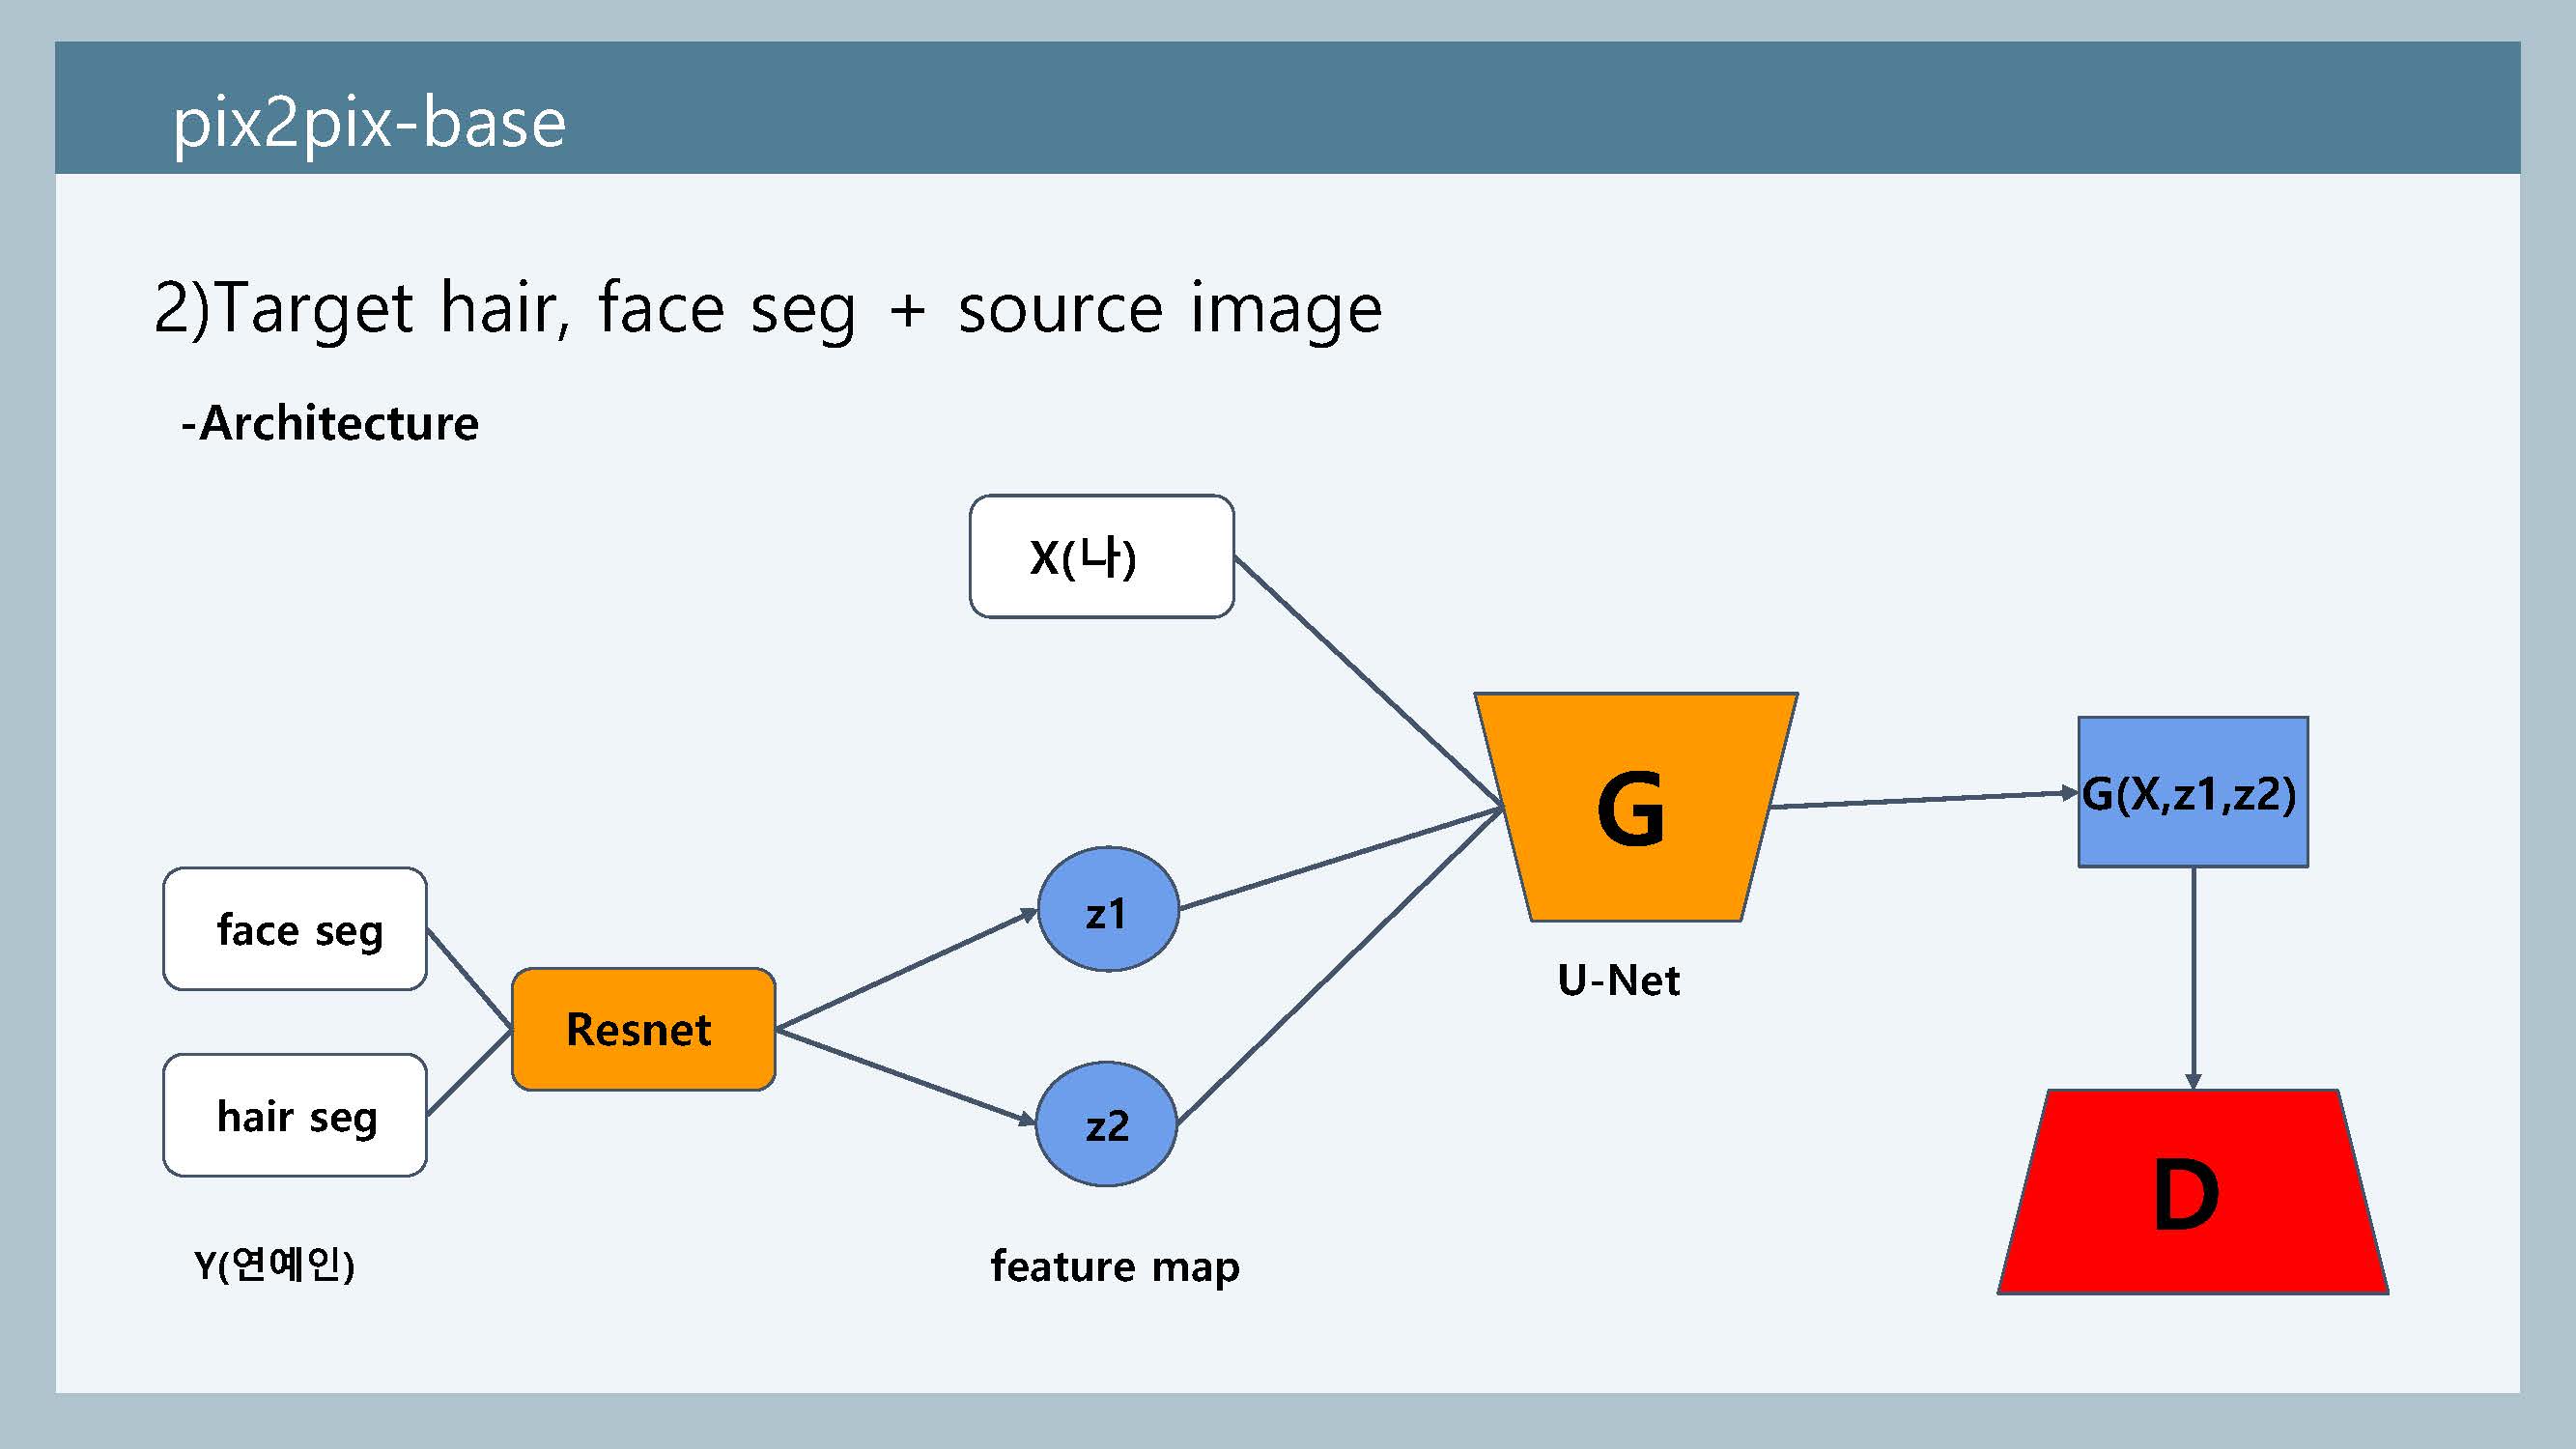 pix2pix-base
2)Target hair, face seg + source image
-Architecture
X(나)
G
G(X,z1,z2)
face seg
z1
U-Net
Resnet
hair seg
z2
D
Y(연예인)
feature map